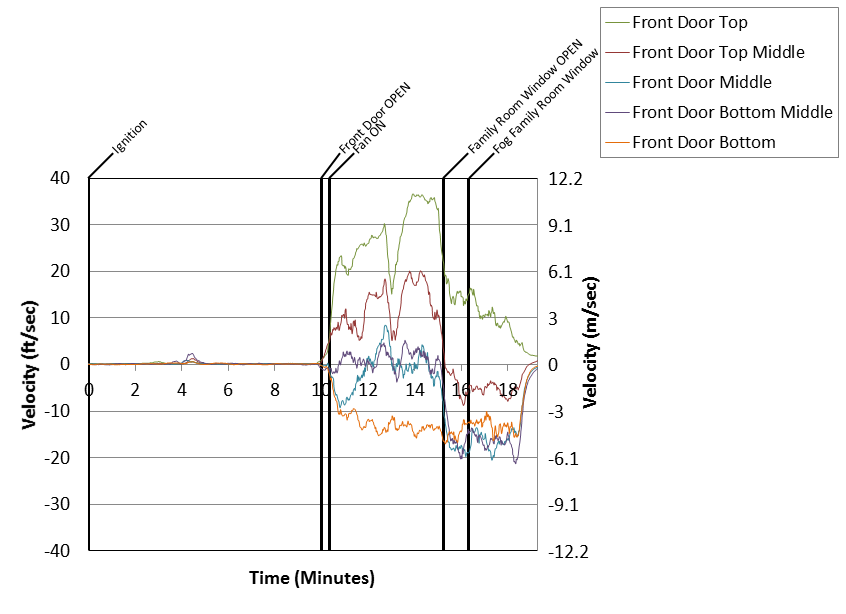 Front Door Top
Front Door Top Middle
Front Door Middle
Front Door Bottom Middle
Front Door Bottom
Ignition
Front Door OPEN
Fan ON
Family Room Window OPEN
Fog Family Room Window
40
30
20
10
0
-10
-20
-30
-40
Velocity (ft/sec)
12.2
9.1
6.1
3
0
-3
-6.1
-9.1
-12.2
Velocity (m/sec)
0 2 4 6 8 10 12 14 16 18
Time (Minutes)